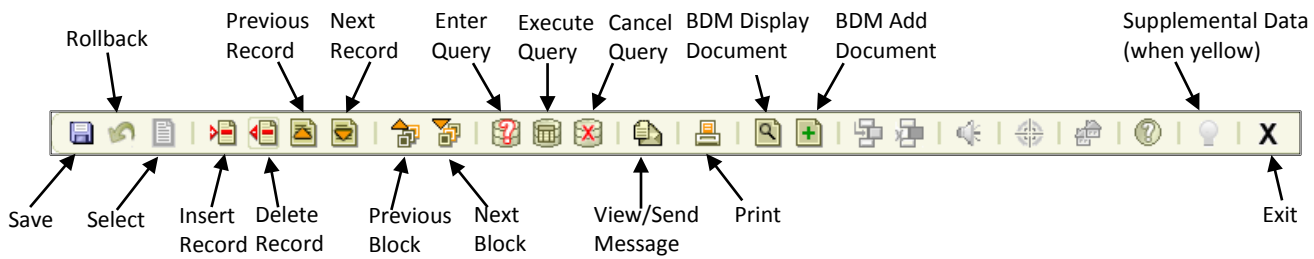 Rollback
Previous
Record
Next
Record
Enter
Query
Execute
Query
Cancel
Query
BDM Display
Document
BDM Add
Document
Supplemental Data
(when yellow)
X
Save
Select
Insert
Record
Delete
Record
Previous
Block
Next
Block
View/Send
Message
Print
Exit